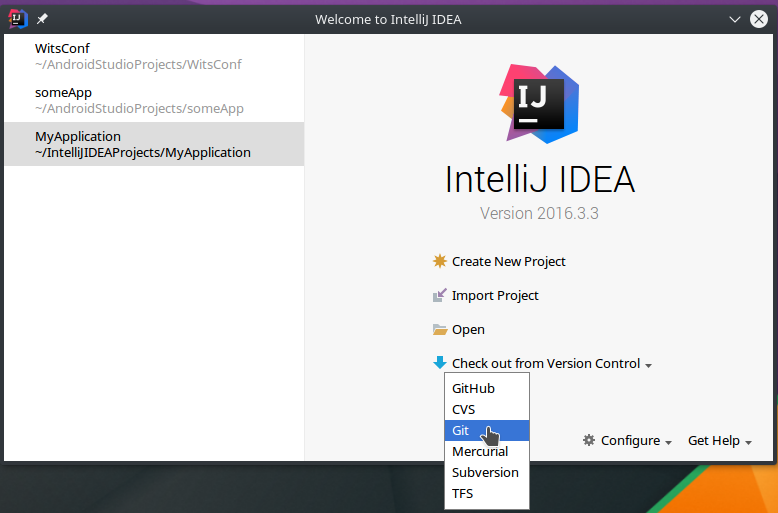 Welcome to IntelliJ IDEA
WitsConf
~/AndroidStudioProjects/WitsConf
someApp
~/AndroidStudioProjects/someApp
MyApplication
~/IntelliJIDEAProjects/MyApplication
IJ
IntelliJ IDEA
Version 2016.3.3
Create New Project
Import Project
Open
Check out from Version Control
GitHub
CVS
Git
Mercurial
Subversion
TFS
Configure
Get Help